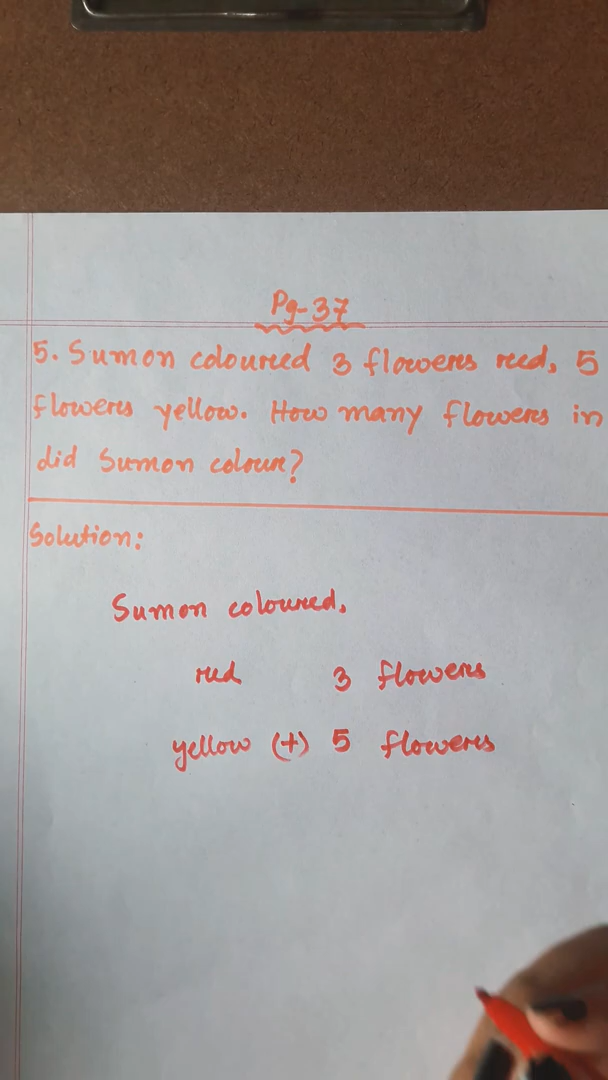 Pg-37
5. Sumon coloured 3 flowers red, 5
flowers yellow. How many flowers in
did Sumon colour?
Solution:
Sumon coloured,
red 3 flowers
yellow (+) 5 flowers